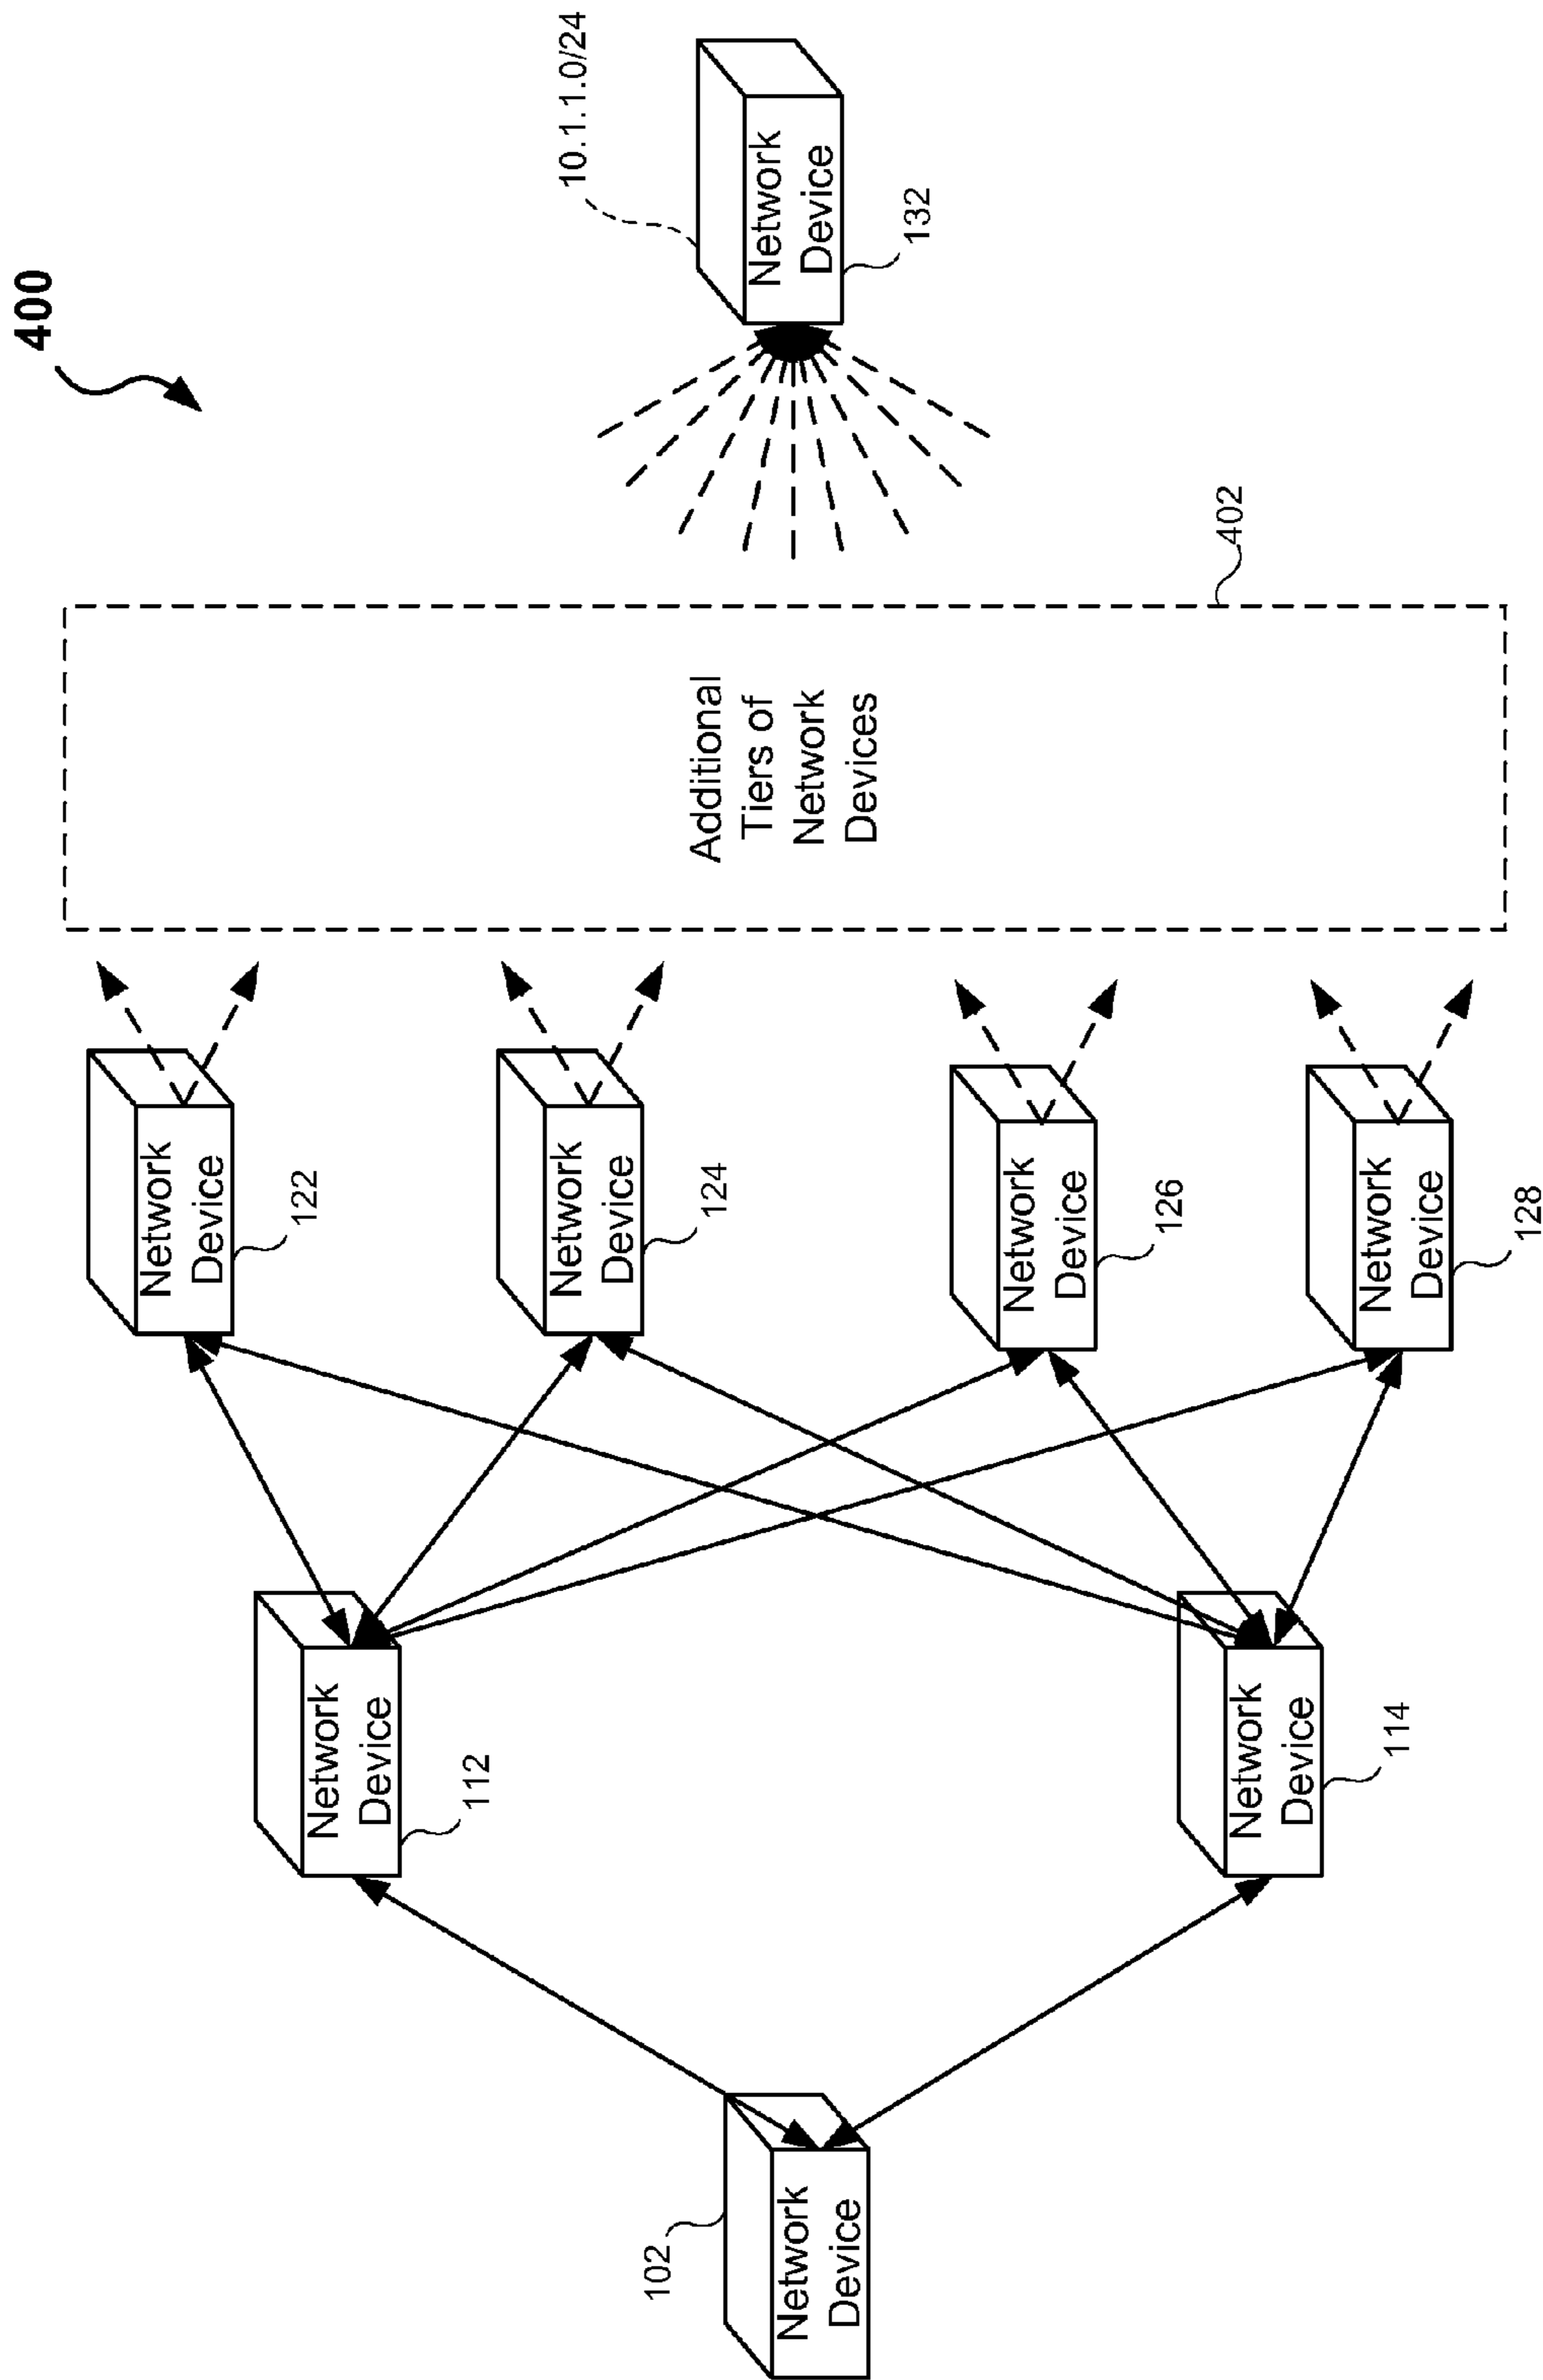 400
Network
Device
102
Network
Device
112
Network
Device
114
Network
Device
122
Network
Device
124
Network
Device
126
Network
Device
128
Additional
Tiers of
Network
Devices
402
10.1.1.0/24
Network
Device
132